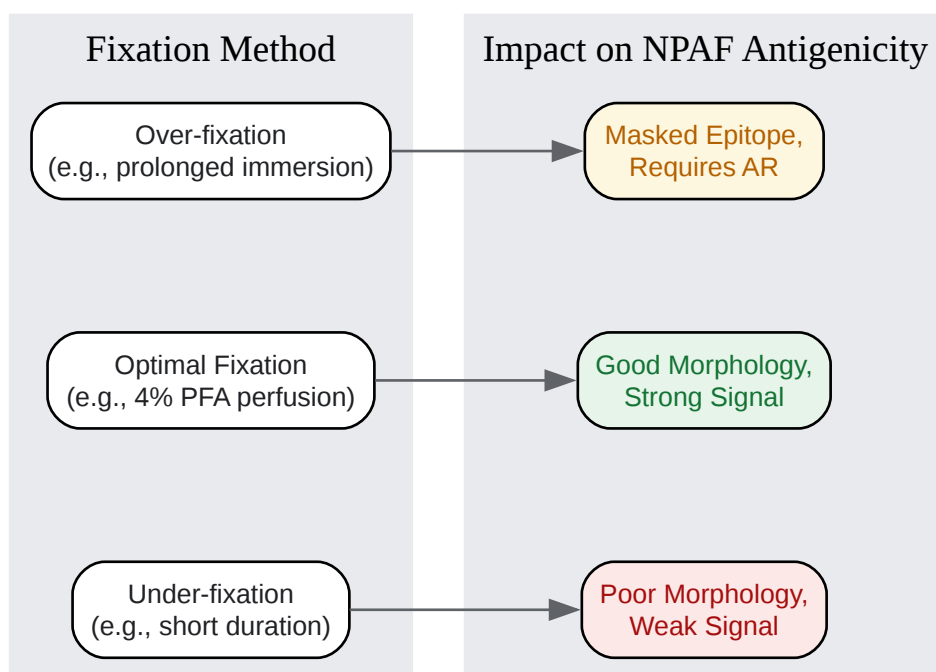 Fixation Method
Impact on NPAF Antigenicity
Over-fixation
(e.g., prolonged immersion)
Masked Epitope,
Requires AR
Optimal Fixation
(e.g., 4% PFA perfusion)
Good Morphology,
Strong Signal
Under-fixation
(e.g., short duration)
Poor Morphology,
Weak Signal